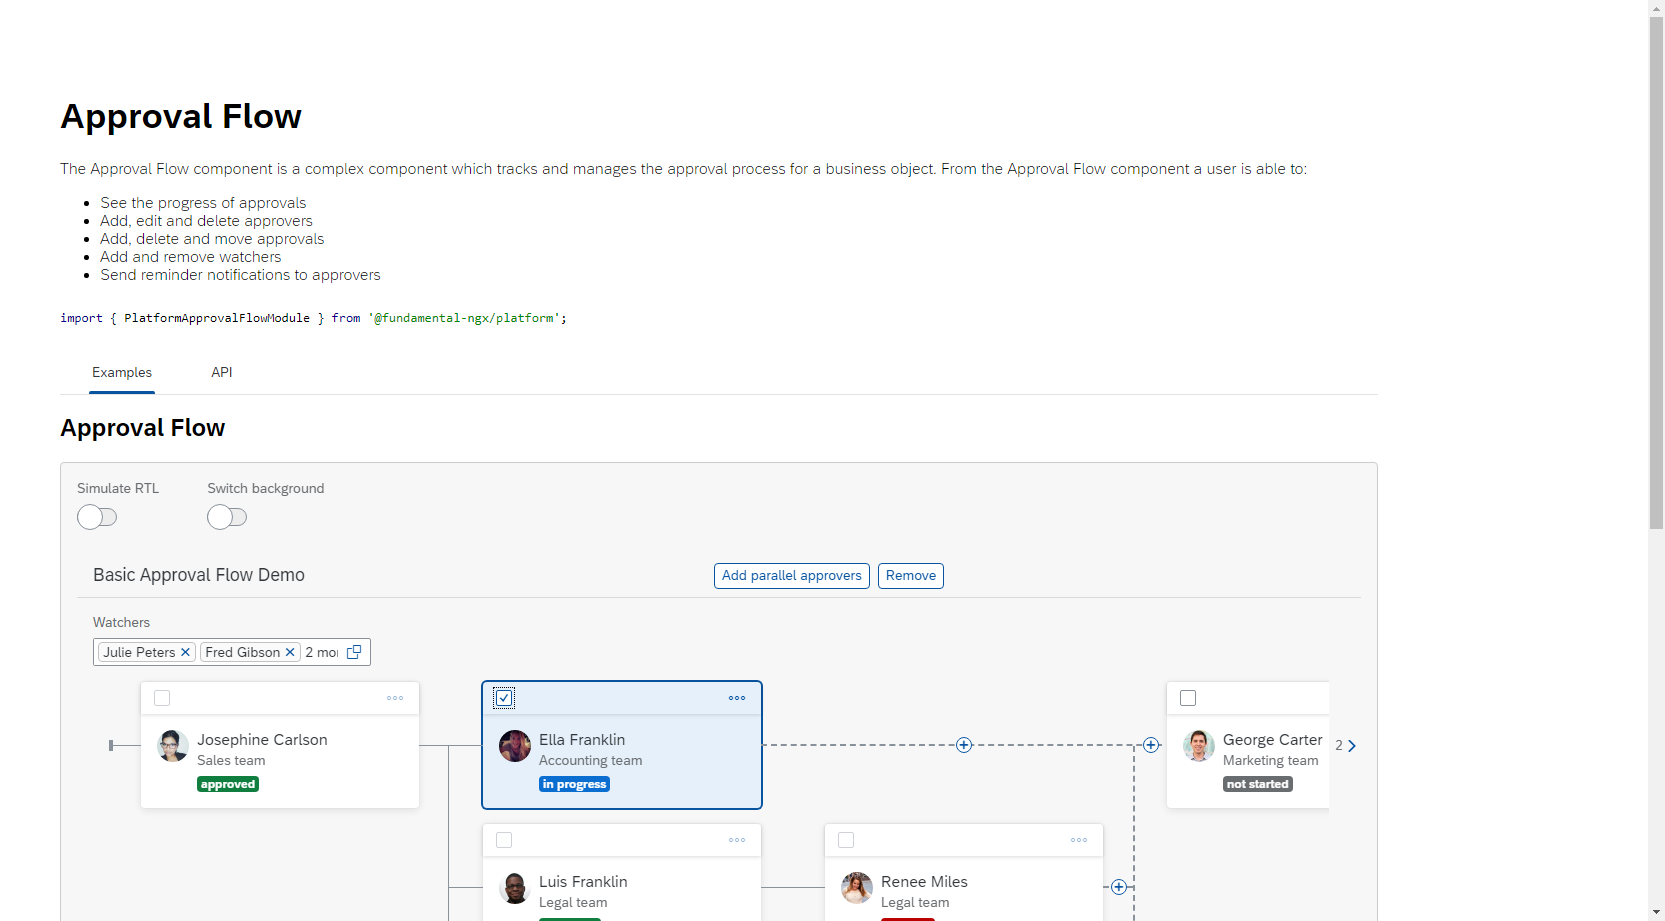 Approval Flow
The Approval Flow component is a complex component which tracks and manages the approval process for a business object. From the Approval Flow component a user is able to:
See the progress of approvals
Add, edit and delete approvers
Add, delete and move approvals
Add and remove watchers
Send reminder notifications to approvers
import { PlatformApprovalFlowModule } from '@fundamental-ngx/platform';
Examples
API
Approval Flow
Simulate RTL
Switch background
Basic Approval Flow Demo
Add parallel approvers
Remove
Watchers
Julie Peters
Fred Gibson
2
Josephine Carlson
Sales team
approved
Ella Franklin
Accounting team
in progress
George Carter
Marketing team
not started
2
Luis Franklin
Legal team
Renee Miles
Legal team